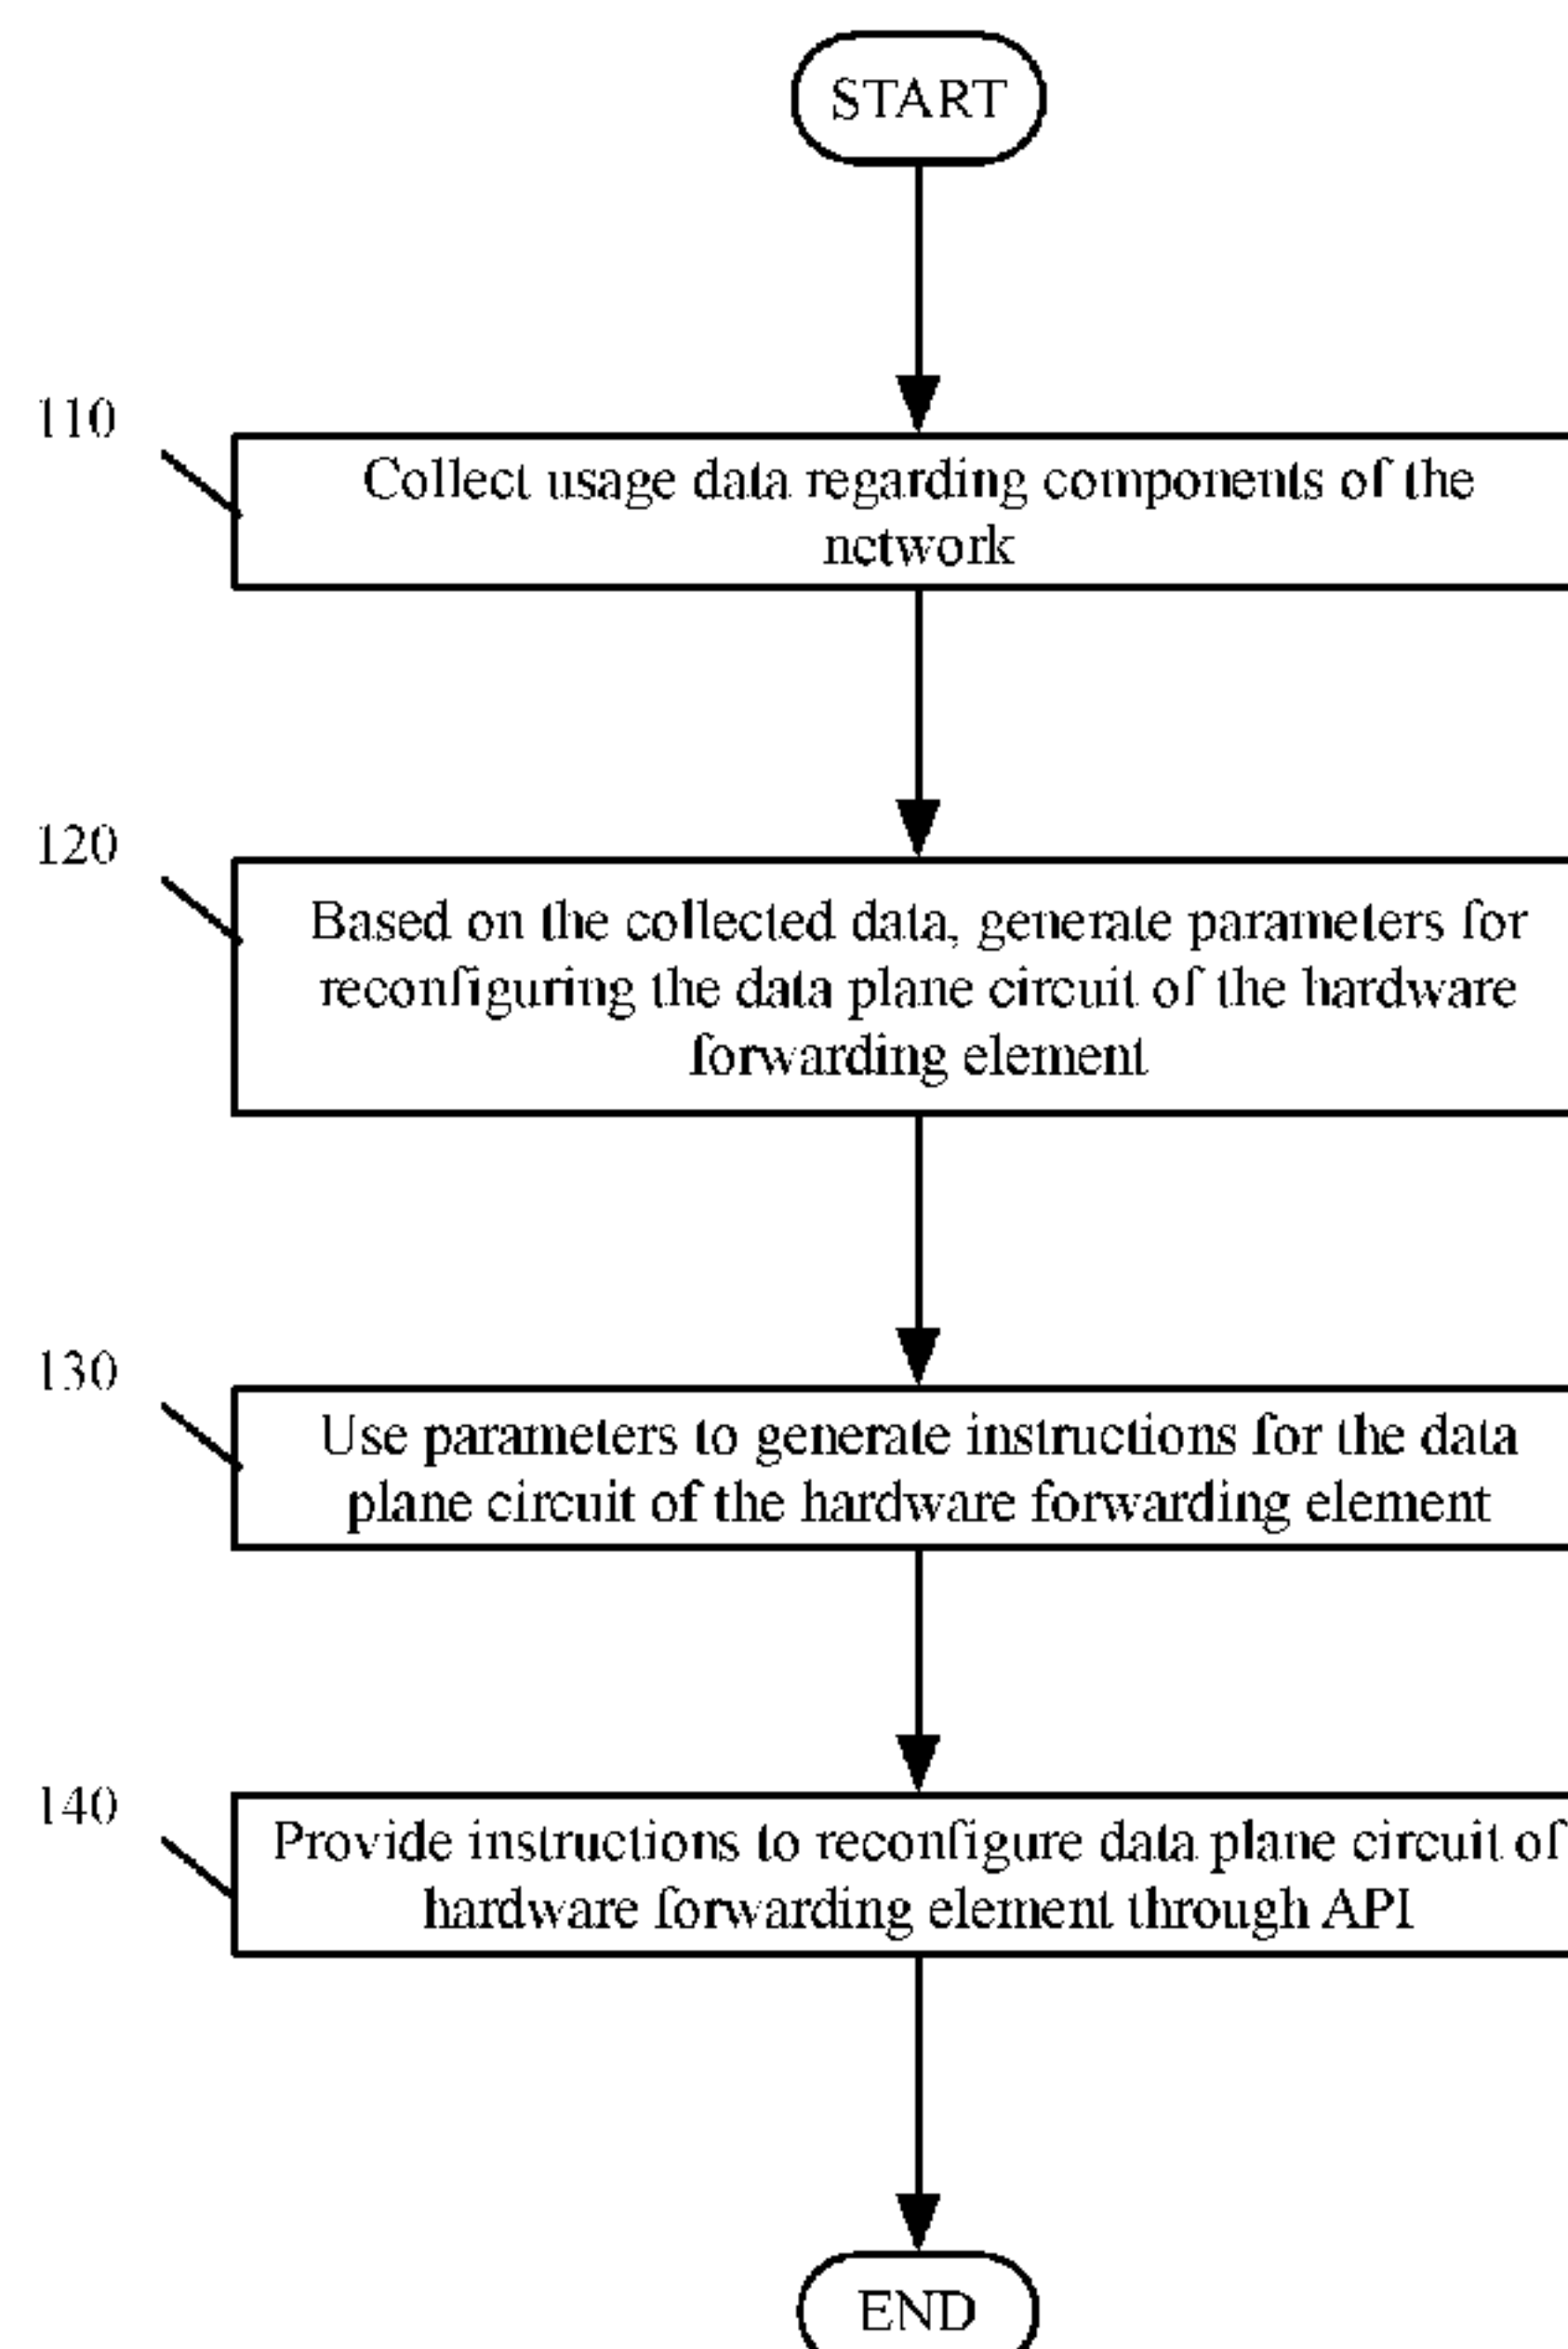 START
110
Collect usage data regarding components of the
network
120
Based on the collected data, generate parameters for
reconfiguring the data plane circuit of the hardware
forwarding element
130
Use parameters to generate instructions for the data
plane circuit of the hardware forwarding element
140
Provide instructions to reconfigure data plane circuit of
hardware forwarding element through API
END